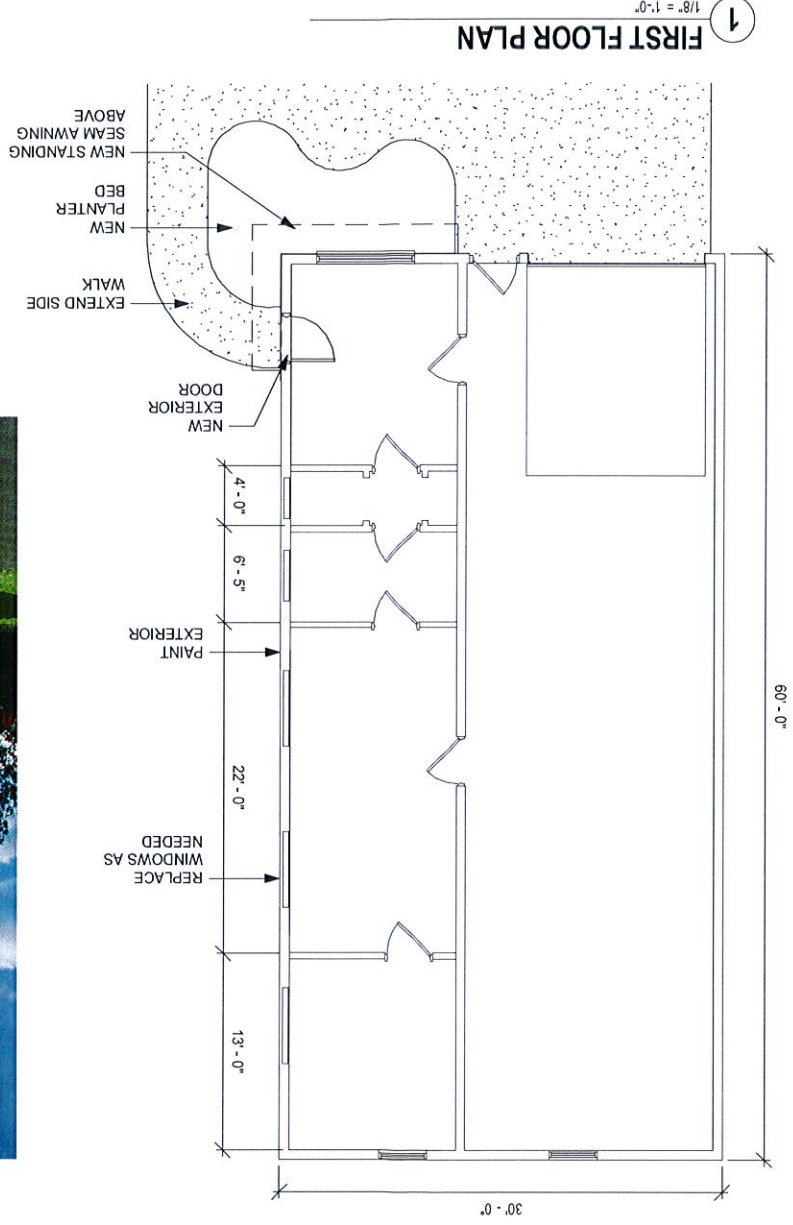 30' - 0"
13' - 0"
REPLACE
WINDOWS AS
NEEDED
22' - 0"
60' - 0"
PAINT
EXTERIOR
6' - 5"
4' - 0"
NEW
EXTERIOR
DOOR
EXTEND SIDE
WALK
NEW
PLANTER
BED
NEW STANDING
SEAM AWNING
ABOVE
1
FIRST FLOOR PLAN
1/8" = 1'-0"